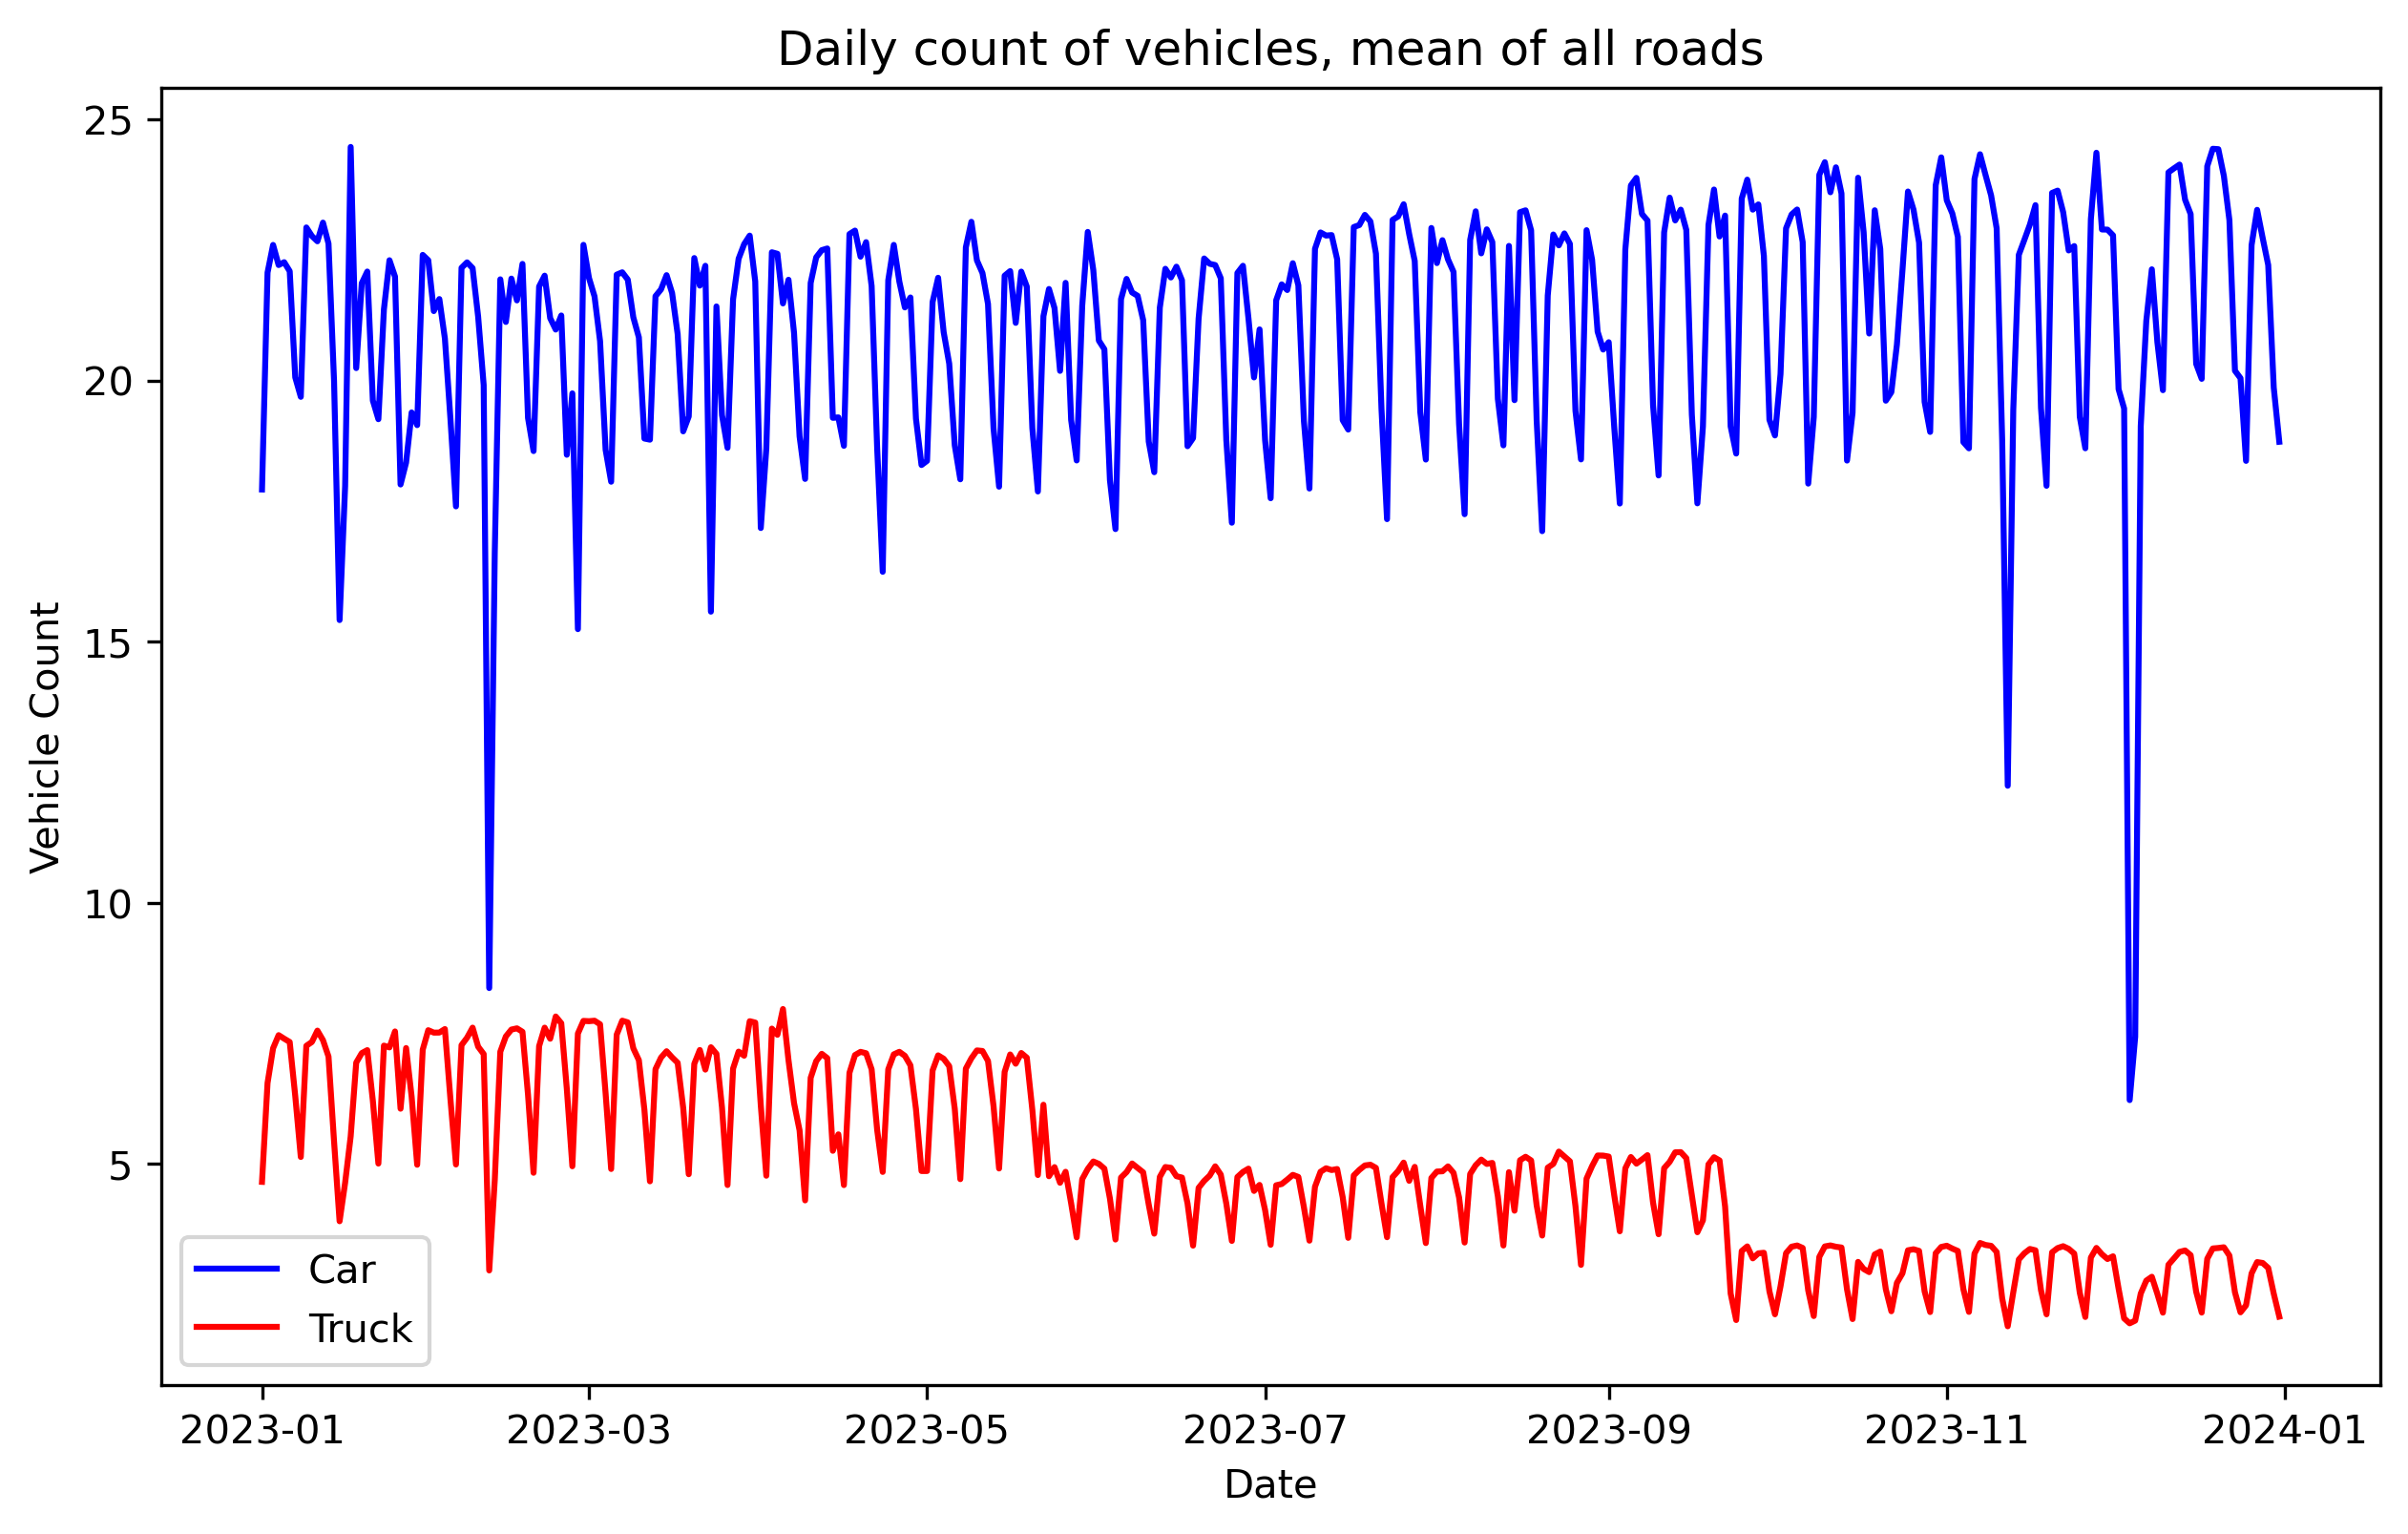 Daily count of vehicles, mean of all roads
Vehicle Count
25
20
15
10
5
Car
Truck
2023-01 2023-03 2023-05 2023-07 2023-09 2023-11 2024-01
Date